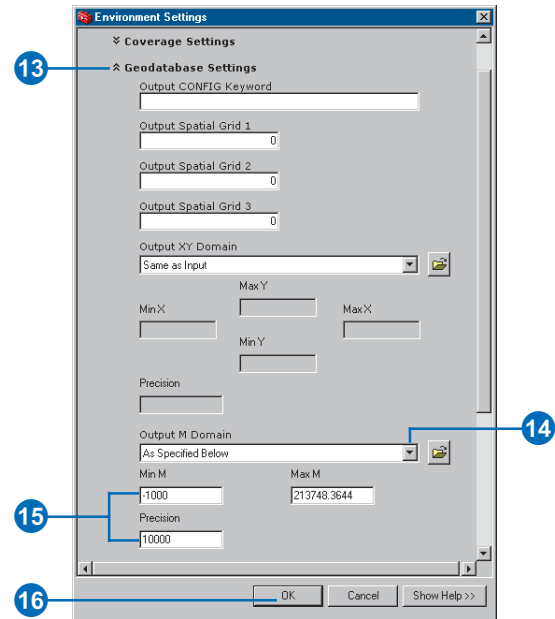 Environment Settings
Coverage Settings
13
Geodatabase Settings
Output CONFIG Keyword
Output Spatial Grid 1
0
Output Spatial Grid 2
0
Output Spatial Grid 3
0
Output XY Domain
Same as Input
Max Y
Min X
Max X
Min Y
Precision
Output M Domain
14
As Specified Below
Min M
Max M
15
-1000
213748.3644
Precision
10000
16
OK
Cancel
Show Help >>